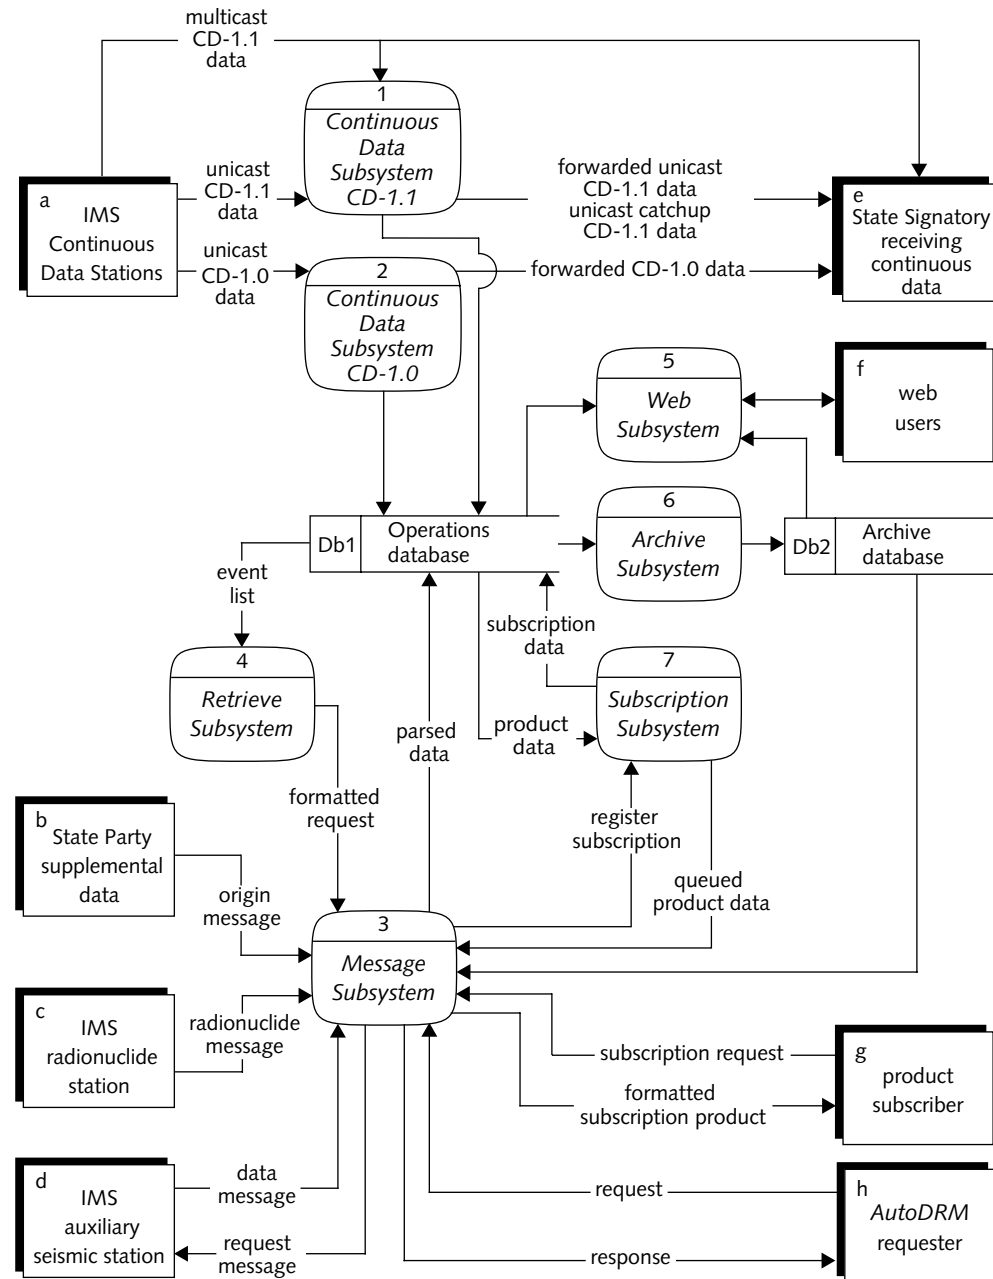 multicast
CD-1.1
data
1
Continuous
Data
Subsystem
CD-1.1
unicast
CD-1.1
data
forwarded unicast
CD-1.1 data
unicast catchup
CD-1.1 data
a
IMS
Continuous
Data Stations
e
State Signatory
receiving
continuous
data
unicast
CD-1.0
data
2
Continuous
Data
Subsystem
CD-1.0
forwarded CD-1.0 data
5
Web
Subsystem
f
web
users
6
Archive
Subsystem
Db1
Operations
database
Db2
Archive
database
event
list
subscription
data
4
Retrieve
Subsystem
7
Subscription
Subsystem
parsed
data
product
data
formatted
request
register
subscription
b
State Party
supplemental
data
queued
product data
origin
message
3
Message
Subsystem
c
IMS
radionuclide
station
radionuclide
message
subscription request
g
product
subscriber
formatted
subscription product
d
IMS
auxiliary
seismic station
data
message
request
message
request
response
h
AutoDRM
requester